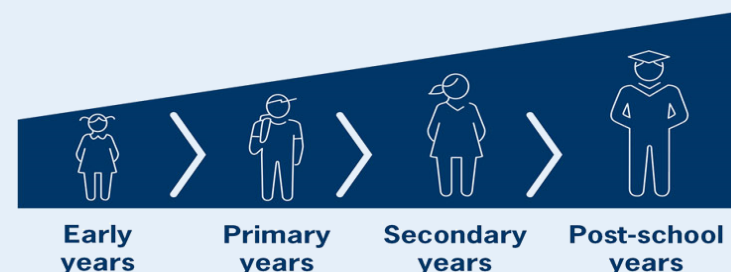 Early years
Primary years
Secondary years
Post-school years